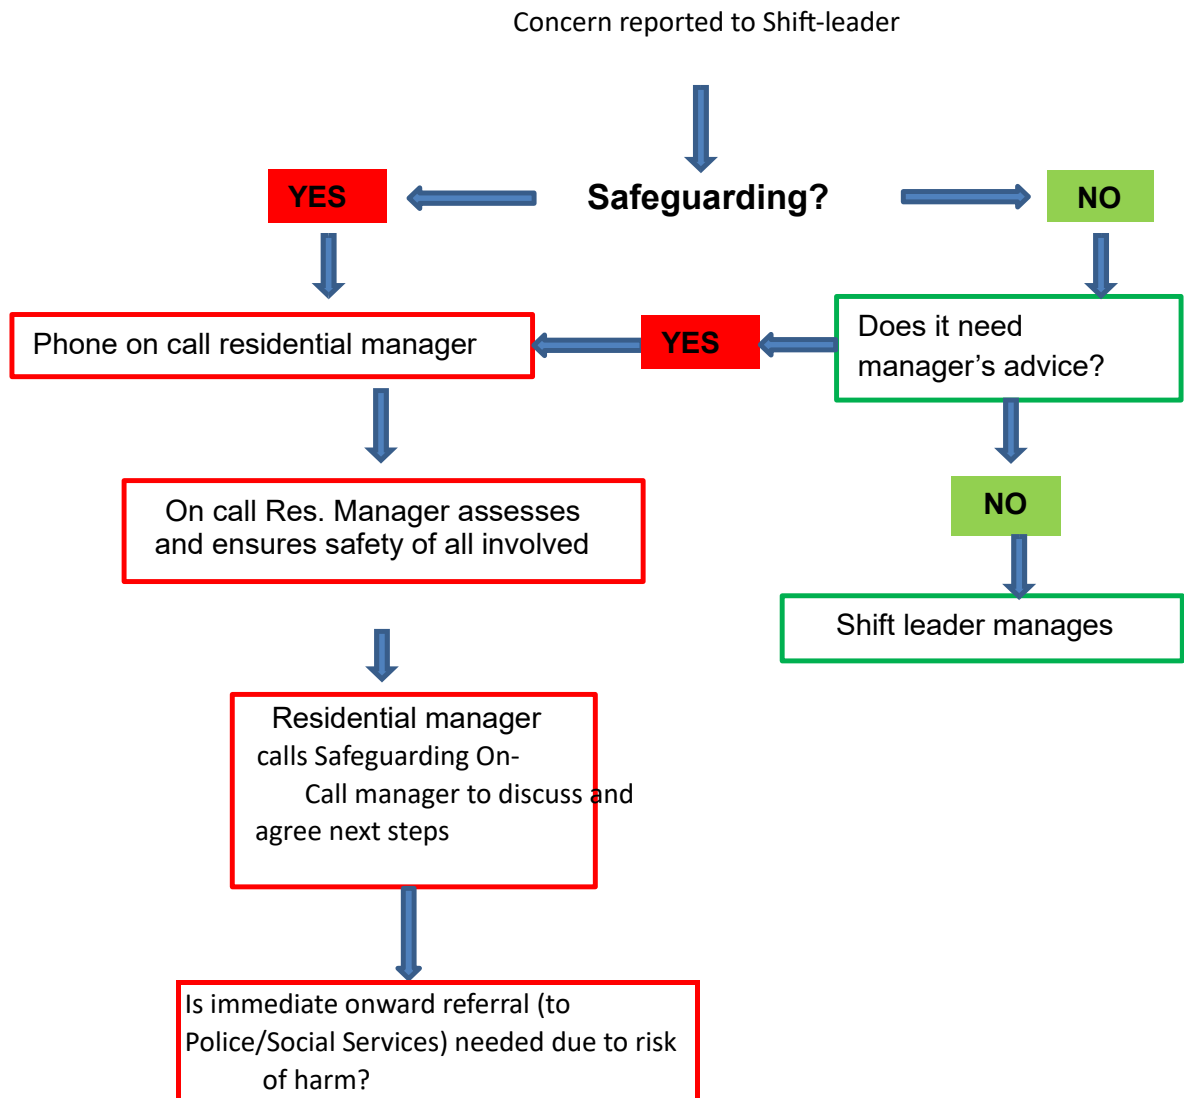 Concern reported to Shift-leader
YES
Safeguarding?
NO
Phone on call residential manager
YES
Does it need
manager’s advice?
On call Res. Manager assesses
and ensures safety of all involved
NO
Shift leader manages
Residential manager
calls Safeguarding On-
Call manager to discuss and
agree next steps
Is immediate onward referral (to
Police/Social Services) needed due to risk
of harm?